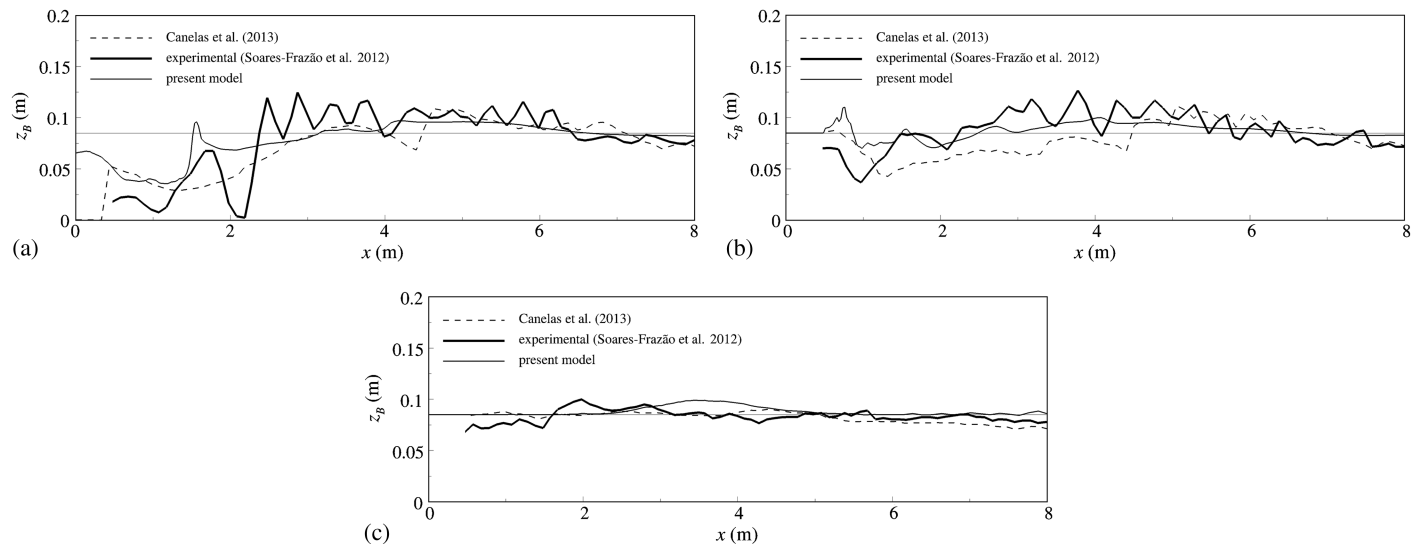 0.2
Canelas et al. (2013)
experimental (Soares-Frazão et al. 2012)
present model
0.15
0.1
0.05
0
z_B (m)
0 2 4 6 8
x (m)
(a)
0.2
Canelas et al. (2013)
experimental (Soares-Frazão et al. 2012)
present model
0.15
0.1
0.05
0
z_B (m)
0 2 4 6 8
x (m)
(b)
0.2
Canelas et al. (2013)
experimental (Soares-Frazão et al. 2012)
present model
0.15
0.1
0.05
0
z_B (m)
0 2 4 6 8
x (m)
(c)